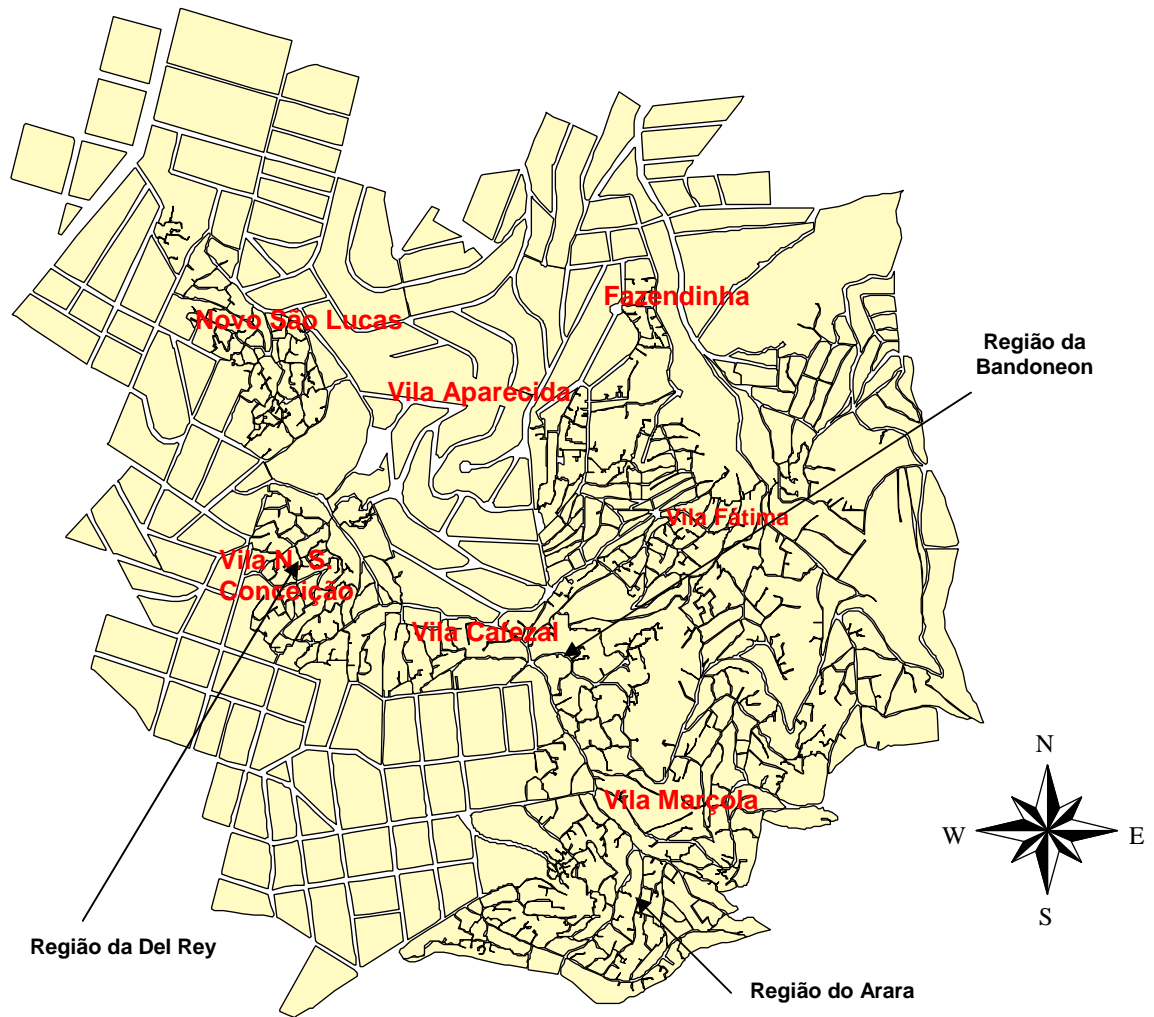 Fazendinha
Novo São Lucas
Região da
Bandoneon
Vila Aparecida
Vila Fátima
Vila N. S.
Conceição
Vila Cafezal
N
W
E
S
Vila Marçola
Região da Del Rey
Região do Arara